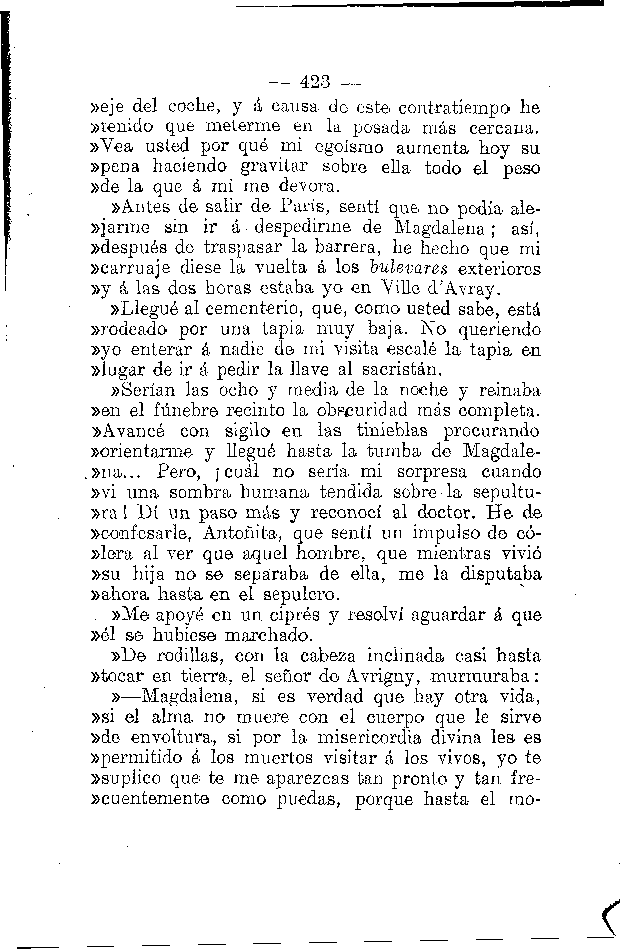 — 423 —
»eje del coche, y á causa de este contratiempo he
»tenido que meterme en la posada más cercana.
»Vea usted por qué mi egoísmo aumenta hoy su
»pena haciendo gravitar sobre ella todo el peso
»de la que á mi me devora.
»Antes de salir de París, sentí que no podía ale-
»jarme sin ir á despedirme de Magdalena; así,
»después de traspasar la barrera, he hecho que mi
»carruaje diese la vuelta á los bulevares exteriores
»y á las dos horas estaba yo en Ville d'Avray.
»Llegué al cementerio, que, como usted sabe, está
»rodeado por una tapia muy baja. No queriendo
»yo enterar á nadie de mi visita escalé la tapia en
»lugar de ir á pedir la llave al sacristán.
»Serían las ocho y media de la noche y reinaba
»en el fúnebre recinto la obscuridad más completa.
»Avancé con sigilo en las tinieblas procurando
»orientarme y llegué hasta la tumba de Magdale-
»na... Pero, ¡cuál no sería mi sorpresa cuando
»vi una sombra humana tendida sobre la sepultu-
»ra! Dí un paso más y reconocí al doctor. He de
»confesarle, Antoñita, que sentí un impulso de có-
»lera al ver que aquel hombre, que mientras vivió
»su hija no se separaba de ella, me la disputaba
»ahora hasta en el sepulcro.
»Me apoyé en un ciprés y resolví aguardar á que
»él se hubiese marchado.
»De rodillas, con la cabeza inclinada casi hasta
»tocar en tierra, el señor de Avrigny, murmuraba:
»—Magdalena, si es verdad que hay otra vida,
»si el alma no muere con el cuerpo que le sirve
»de envoltura, si por la misericordia divina les es
»permitido á los muertos visitar á los vivos, yo te
»suplico que te me aparezcas tan pronto y tan fre-
»cuentemente como puedas, porque hasta el mo-